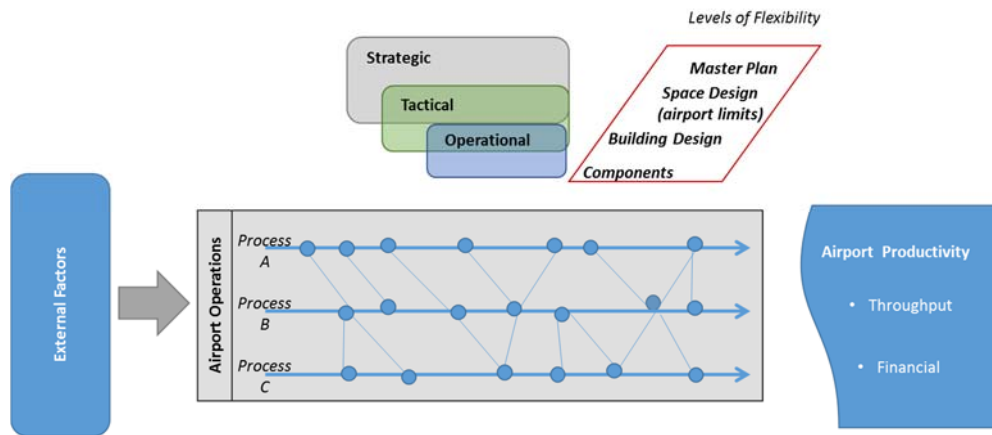 Levels of Flexibility
Strategic
Tactical
Operational
Master Plan
Space Design
(airport limits)
Building Design
Components
External Factors
Airport Operations
Process
A
Process
B
Process
C
Airport Productivity
• Throughput
• Financial